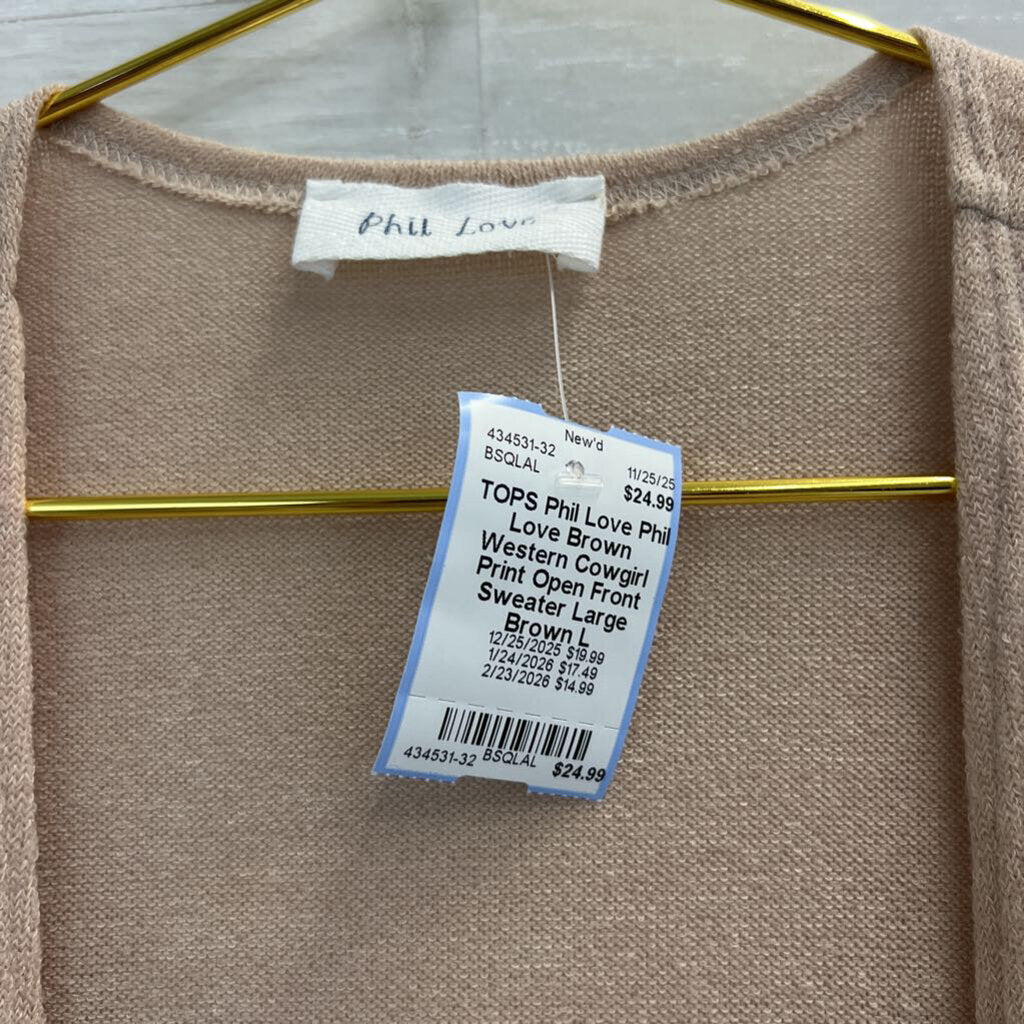 Phil Love
434531-32 New'd
BSQLAL 11/25/25
$24.99
TOPS Phil Love Phil
Love Brown
Western Cowgirl
Print Open Front
Sweater Large
Brown L
12/25/2025 $19.99
1/24/2026 $17.49
2/23/2026 $14.99
434531-32 BSQLAL $24.99